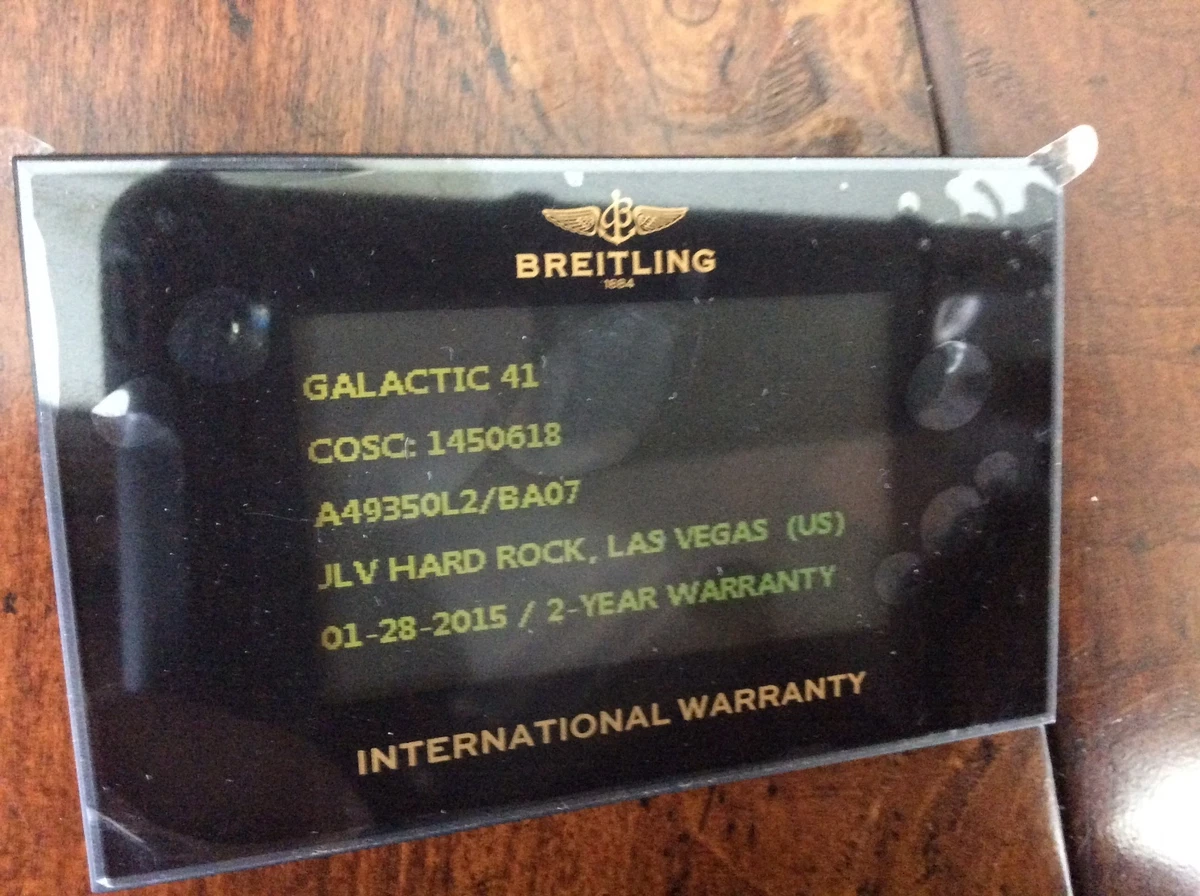 BREITLING
1884
GALACTIC 41
COSC: 1450618
A49350L2/BA07
JLV HARD ROCK, LAS VEGAS (US)
01-28-2015 / 2-YEAR WARRANTY
INTERNATIONAL WARRANTY